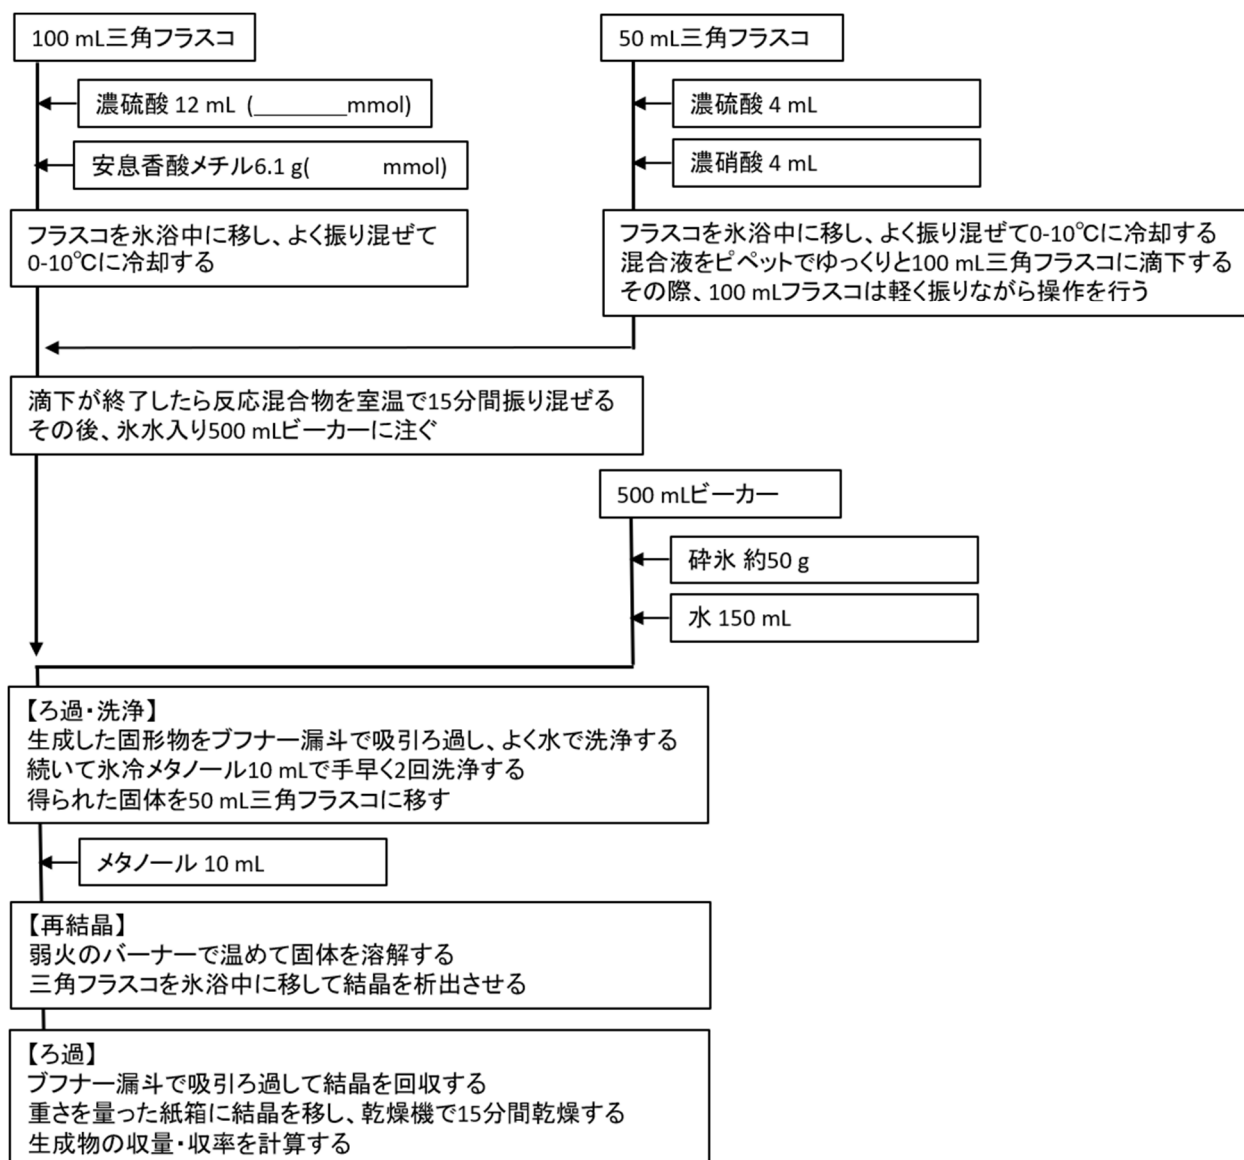 100 mL三角フラスコ
濃硫酸 12 mL (________mmol)
安息香酸メチル6.1 g( mmol)
フラスコを氷浴中に移し、よく振り混ぜて
0-10℃に冷却する
50 mL三角フラスコ
濃硫酸 4 mL
濃硝酸 4 mL
フラスコを氷浴中に移し、よく振り混ぜて0-10℃に冷却する
混合液をピペットでゆっくりと100 mL三角フラスコに滴下する
その際、100 mLフラスコは軽く振りながら操作を行う
滴下が終了したら反応混合物を室温で15分間振り混ぜる
その後、氷水入り500 mLビーカーに注ぐ
500 mLビーカー
砕氷 約50 g
水 150 mL
【ろ過・洗浄】
生成した固形物をブフナー漏斗で吸引ろ過し、よく水で洗浄する
続いて氷冷メタノール10 mLで手早く2回洗浄する
得られた固体を50 mL三角フラスコに移す
メタノール 10 mL
【再結晶】
弱火のバーナーで温めて固体を溶解する
三角フラスコを氷浴中に移して結晶を析出させる
【ろ過】
ブフナー漏斗で吸引ろ過して結晶を回収する
重さを量った紙箱に結晶を移し、乾燥機で15分間乾燥する
生成物の収量・収率を計算する